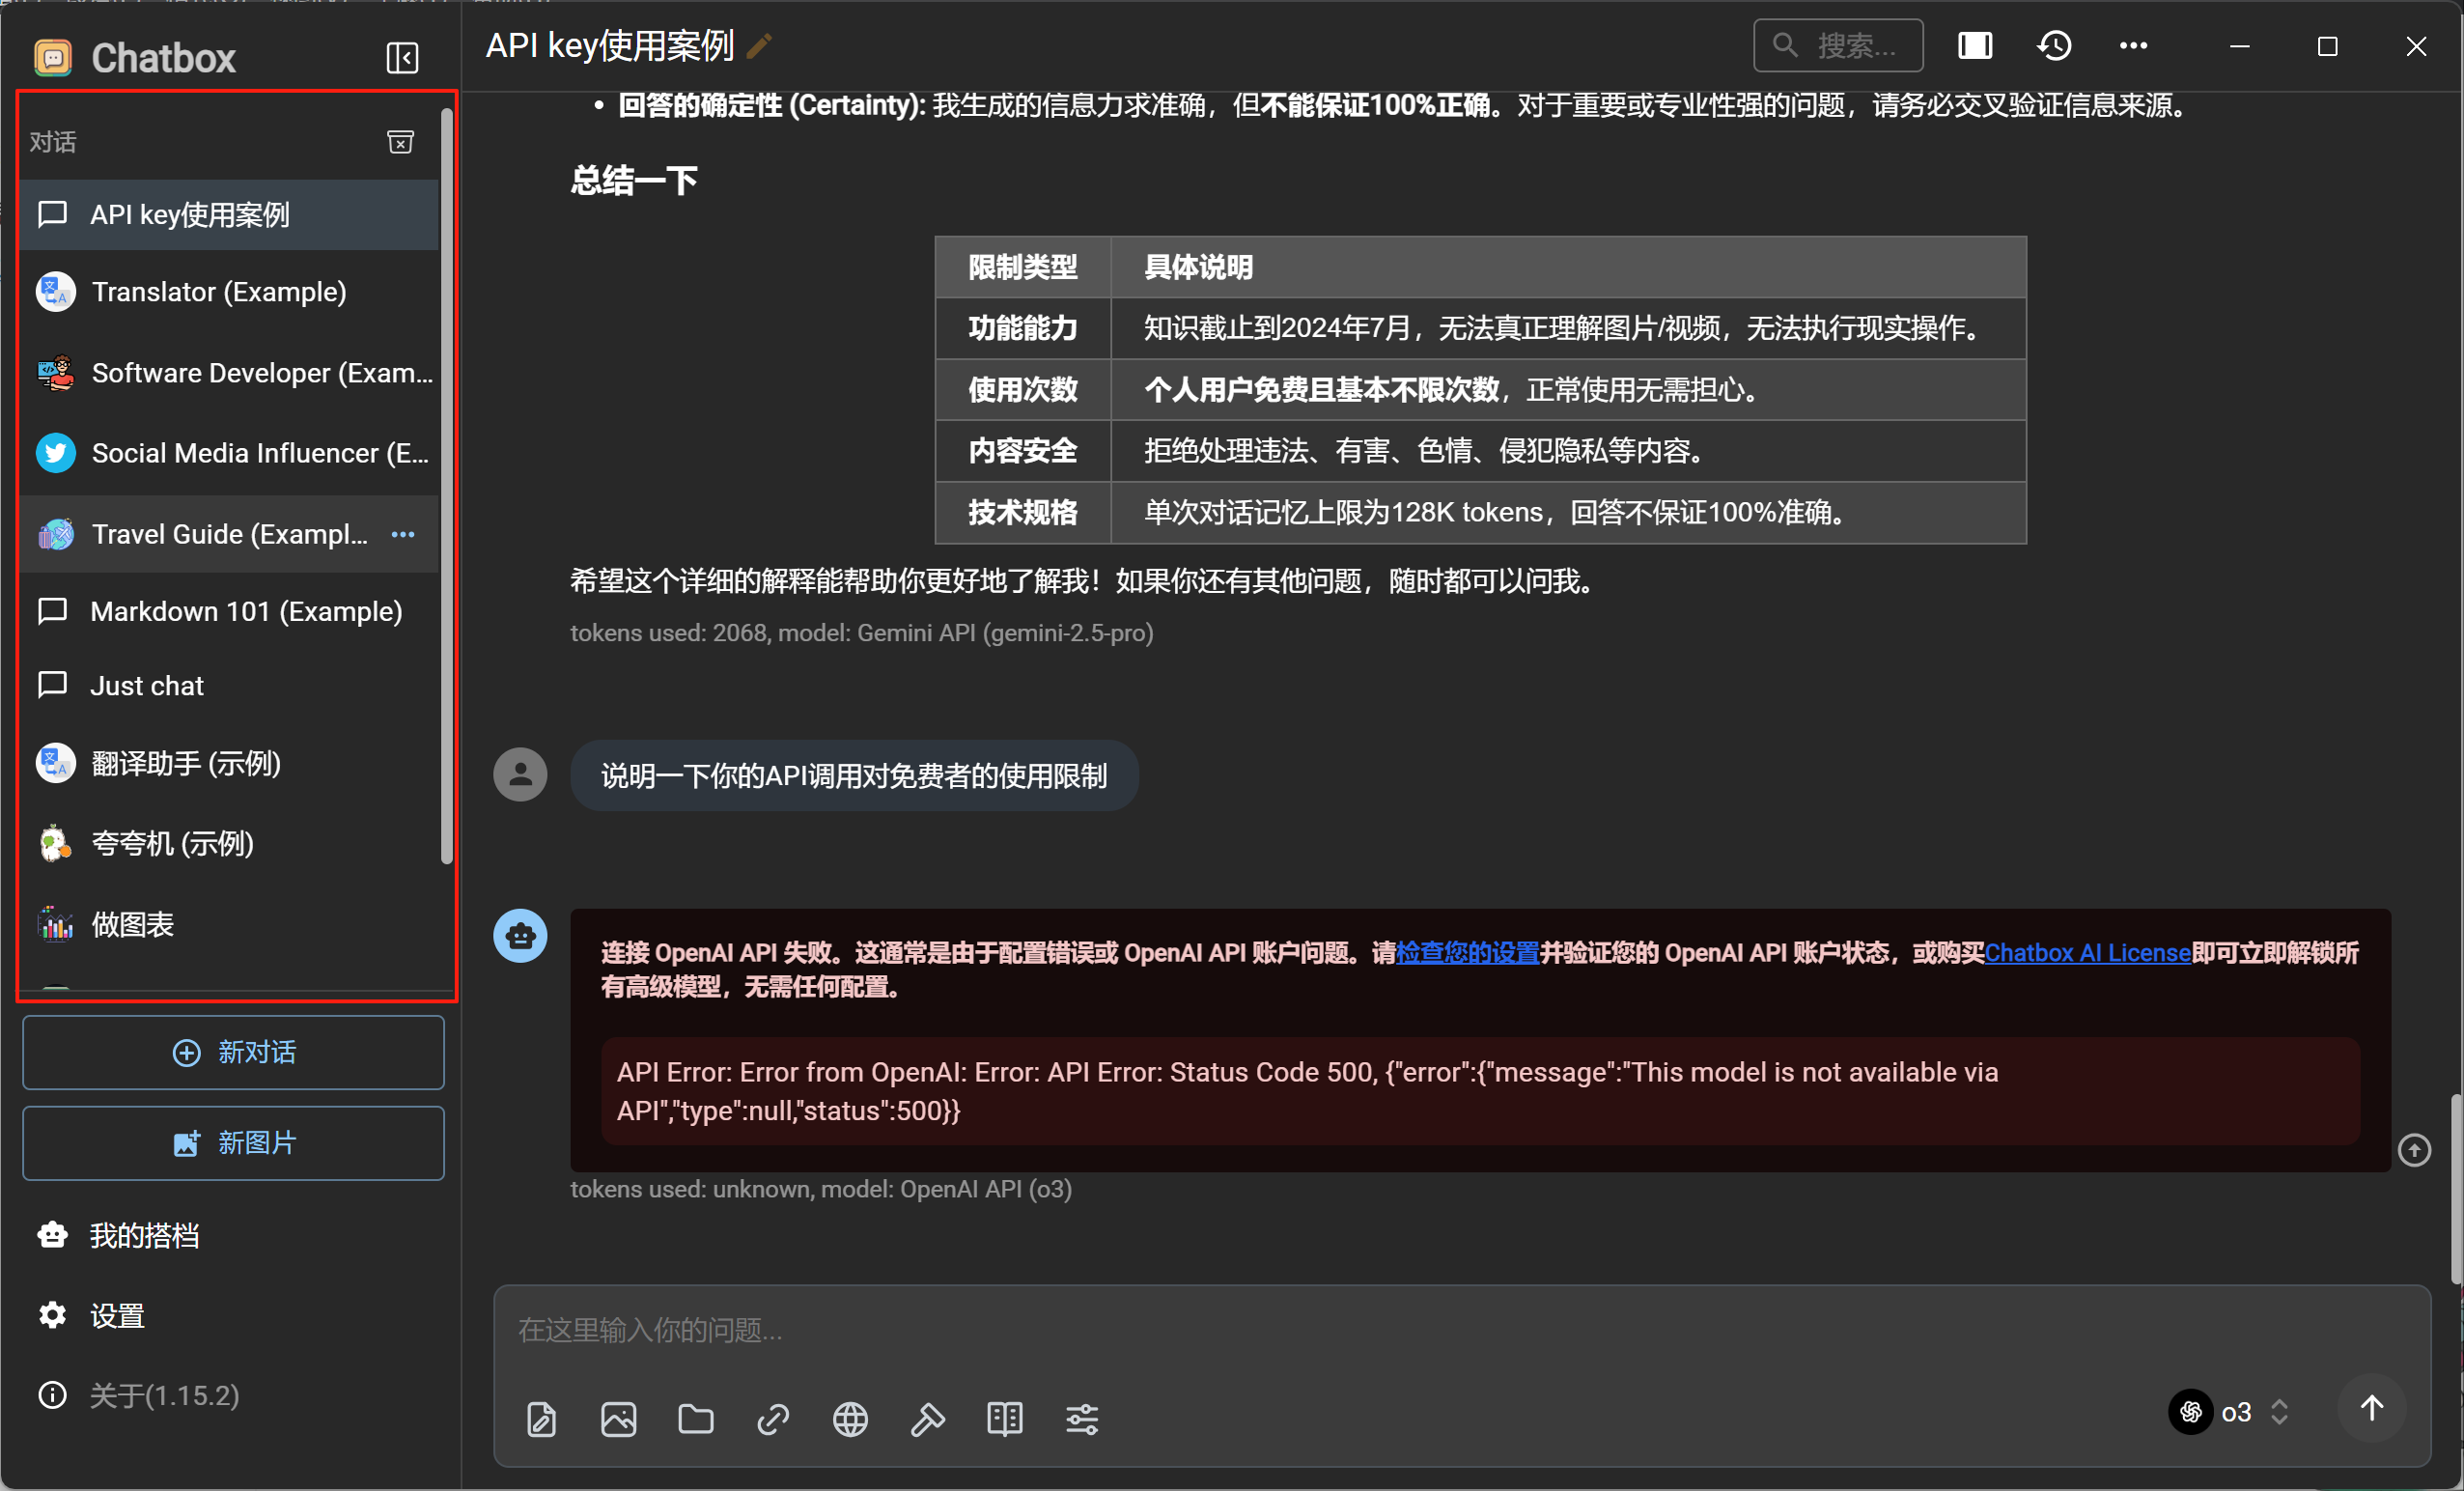 Chatbox
对话
API key使用案例
Translator (Example)
Software Developer (Exam...
Social Media Influencer (E...
Travel Guide (Exampl...
Markdown 101 (Example)
Just chat
翻译助手 (示例)
夸夸机 (示例)
做图表
新对话
新图片
我的搭档
设置
关于(1.15.2)
API key使用案例
搜索...
• 回答的确定性 (Certainty): 我生成的信息力求准确，但不能保证100%正确。对于重要或专业性强的问题，请务必交叉验证信息来源。
总结一下
限制类型 具体说明
功能能力 知识截止到2024年7月，无法真正理解图片/视频，无法执行现实操作。
使用次数 个人用户免费且基本不限次数，正常使用无需担心。
内容安全 拒绝处理违法、有害、色情、侵犯隐私等内容。
技术规格 单次对话记忆上限为128K tokens，回答不保证100%准确。
希望这个详细的解释能帮助你更好地了解我！如果你还有其他问题，随时都可以问我。
tokens used: 2068, model: Gemini API (gemini-2.5-pro)
说明一下你的API调用对免费者的使用限制
连接 OpenAI API 失败。这通常是由于配置错误或 OpenAI API 账户问题。请检查您的设置并验证您的 OpenAI API 账户状态，或购买Chatbox AI License即可立即解锁所
有高级模型，无需任何配置。
API Error: Error from OpenAI: Error: API Error: Status Code 500, {"error":{"message":"This model is not available via
API","type":null,"status":500}}
tokens used: unknown, model: OpenAI API (o3)
在这里输入你的问题...
o3